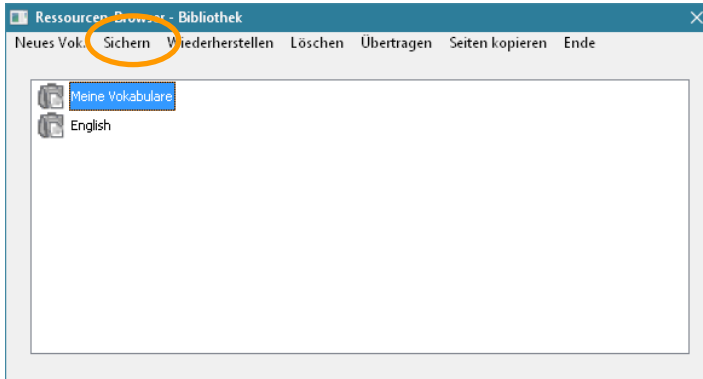 Ressourcen-Browser - Bibliothek
Neues Vok. Sichern Wiederherstellen Löschen Übertragen Seiten kopieren Ende
Meine Vokabulare
English